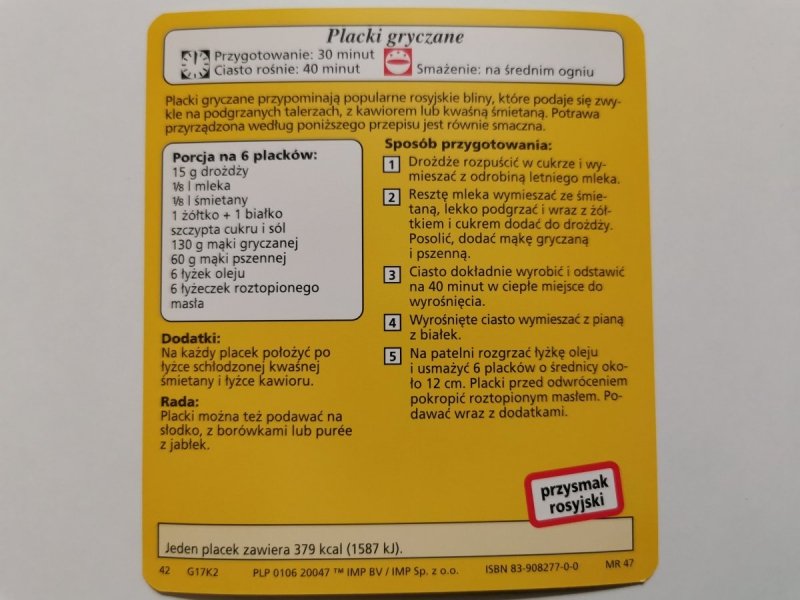 Placki gryczane
Przygotowanie: 30 minut
Ciasto rośnie: 40 minut
Smażenie: na średnim ogniu
Placki gryczane przypominają popularne rosyjskie bliny, które podaje się zwy-
kle na podgrzanych talerzach, z kawiorem lub kwaśną śmietaną. Potrawa
przyrządzona według poniższego przepisu jest równie smaczna.
Porcja na 6 placków:
15 g drożdży
⅛ l mleka
⅛ l śmietany
1 żółtko + 1 białko
szczypta cukru i sól
130 g mąki gryczanej
60 g mąki pszennej
6 łyżek oleju
6 łyżeczek roztopionego
masła
Dodatki:
Na każdy placek położyć po
łyżce schłodzonej kwaśnej
śmietany i łyżce kawioru.
Rada:
Placki można też podawać na
słodko, z borówkami lub purée
z jabłek.
Sposób przygotowania:
1 Drożdże rozpuścić w cukrze i wy-
mieszać z odrobiną letniego mleka.
2 Resztę mleka wymieszać ze śmie-
taną, lekko podgrzać i wraz z żół-
tkiem i cukrem dodać do drożdży.
Posolić, dodać mąkę gryczaną
i pszenną.
3 Ciasto dokładnie wyrobić i odstawić
na 40 minut w ciepłe miejsce do
wyrośnięcia.
4 Wyrośnięte ciasto wymieszać z pianą
z białek.
5 Na patelni rozgrzać łyżkę oleju
i usmażyć 6 placków o średnicy oko-
ło 12 cm. Placki przed odwróceniem
pokropić roztopionym masłem. Po-
dawać wraz z dodatkami.
przysmak
rosyjski
Jeden placek zawiera 379 kcal (1587 kJ).
42 G17K2 PLP 0106 20047 ™ IMP BV / IMP Sp. z o.o. ISBN 83-908277-0-0 MR 47